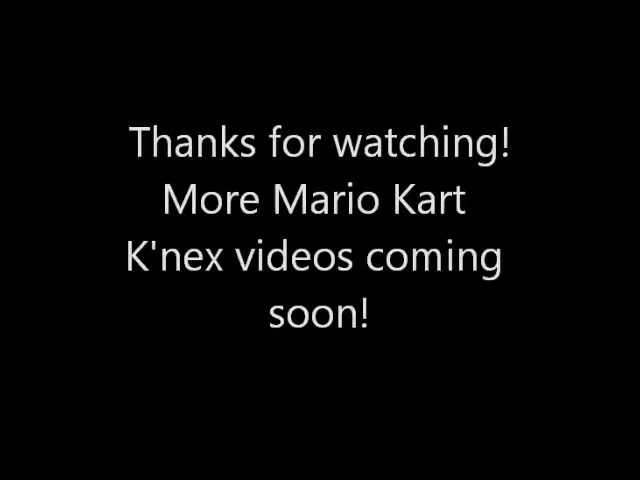 Thanks for watching!
More Mario Kart
K'nex videos coming
soon!